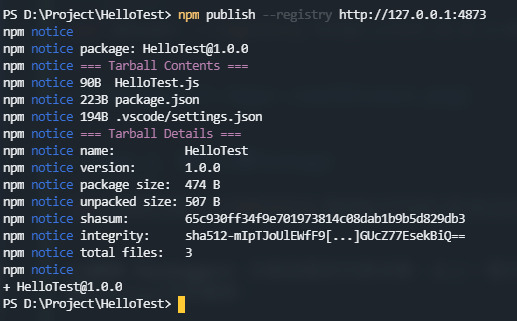 PS D:\Project\HelloTest> npm publish --registry http://127.0.0.1:4873
npm notice
npm notice package: HelloTest@1.0.0
npm notice === Tarball Contents ===
npm notice 90B  HelloTest.js
npm notice 223B package.json
npm notice 194B .vscode/settings.json
npm notice === Tarball Details ===
npm notice name:          HelloTest
npm notice version:       1.0.0
npm notice package size:  474 B
npm notice unpacked size: 507 B
npm notice shasum:        65c930ff34f9e701973814c08dab1b9b5d829db3
npm notice integrity:     sha512-mIpTJoUlEWfF9[...]GUcZ77EsekBiQ==
npm notice total files:   3
npm notice
+ HelloTest@1.0.0
PS D:\Project\HelloTest>